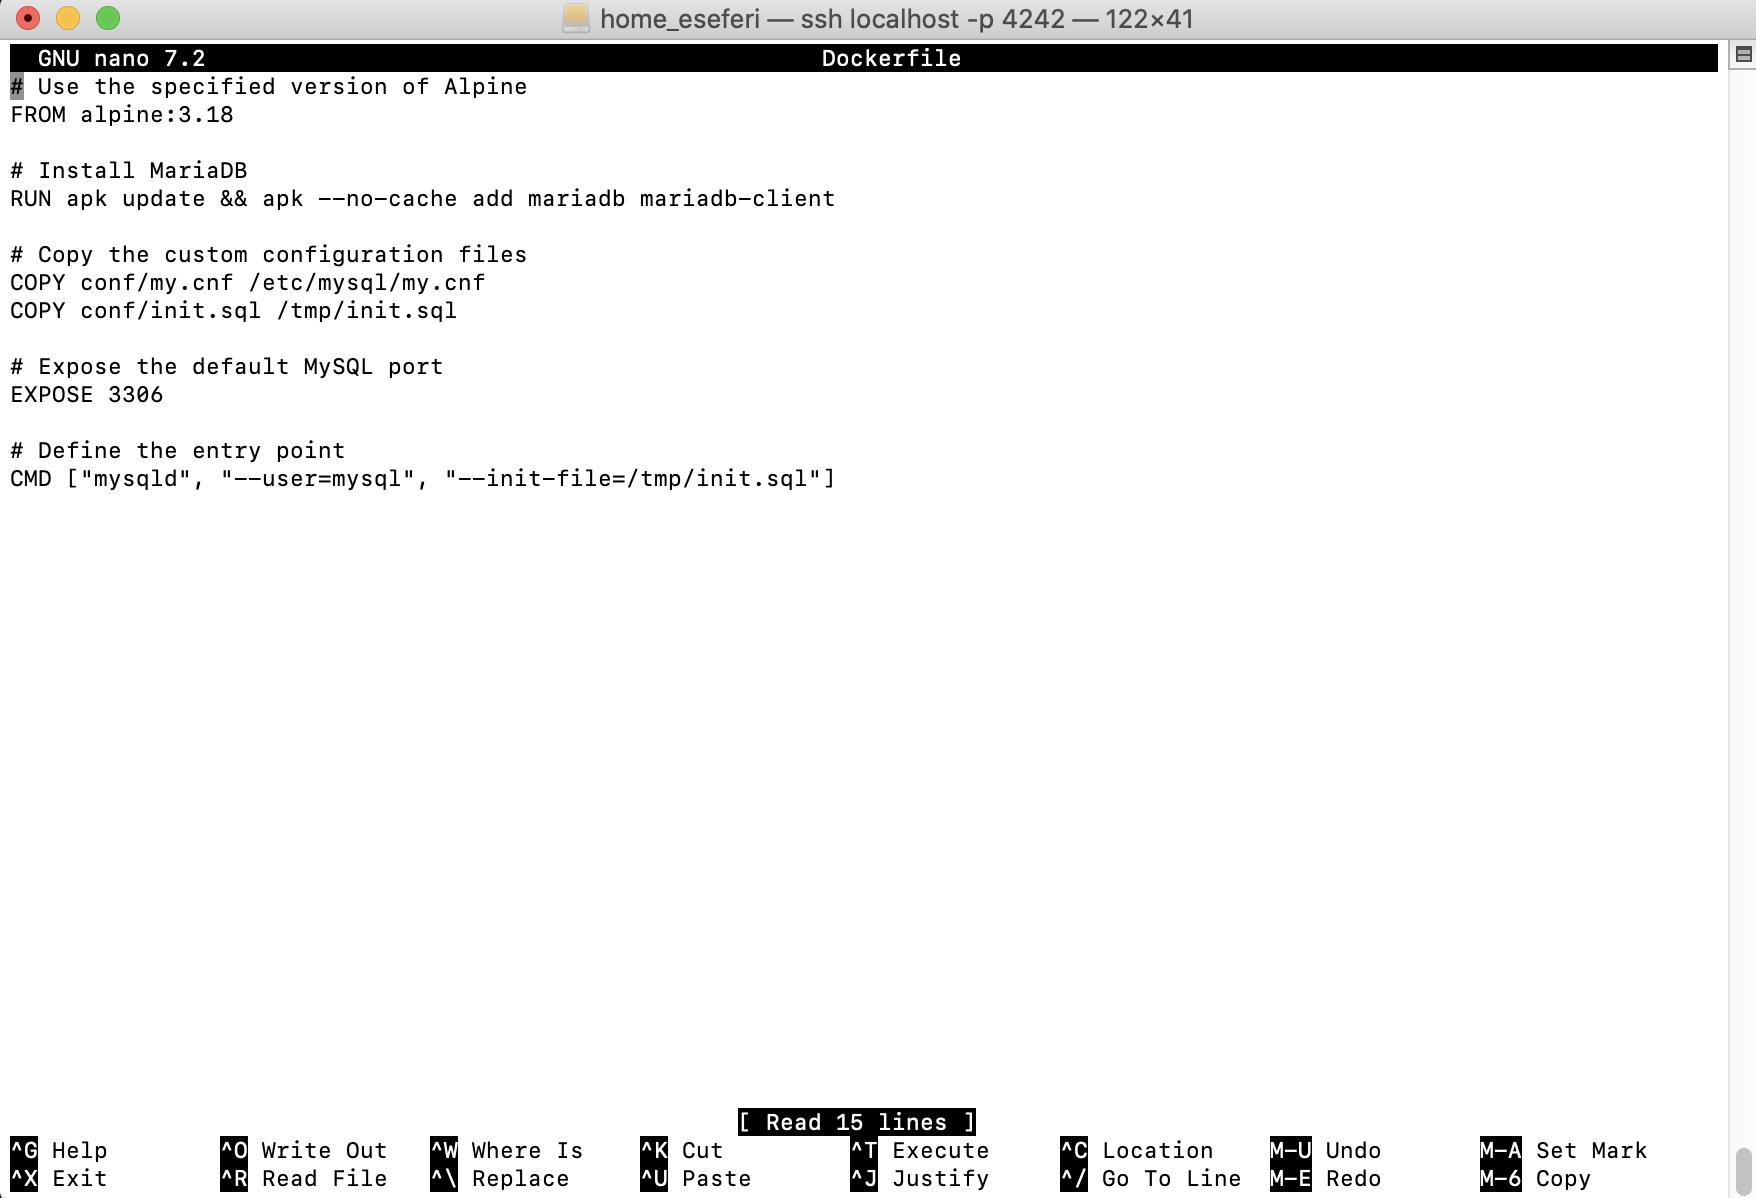 home_eseferi — ssh localhost -p 4242 — 122×41
GNU nano 7.2 Dockerfile
# Use the specified version of Alpine
FROM alpine:3.18
# Install MariaDB
RUN apk update && apk --no-cache add mariadb mariadb-client
# Copy the custom configuration files
COPY conf/my.cnf /etc/mysql/my.cnf
COPY conf/init.sql /tmp/init.sql
# Expose the default MySQL port
EXPOSE 3306
# Define the entry point
CMD ["mysqld", "--user=mysql", "--init-file=/tmp/init.sql"]
[ Read 15 lines ]
^G Help ^O Write Out ^W Where Is ^K Cut ^T Execute ^C Location M-U Undo M-A Set Mark
^X Exit ^R Read File ^\ Replace ^U Paste ^J Justify ^/ Go To Line M-E Redo M-6 Copy